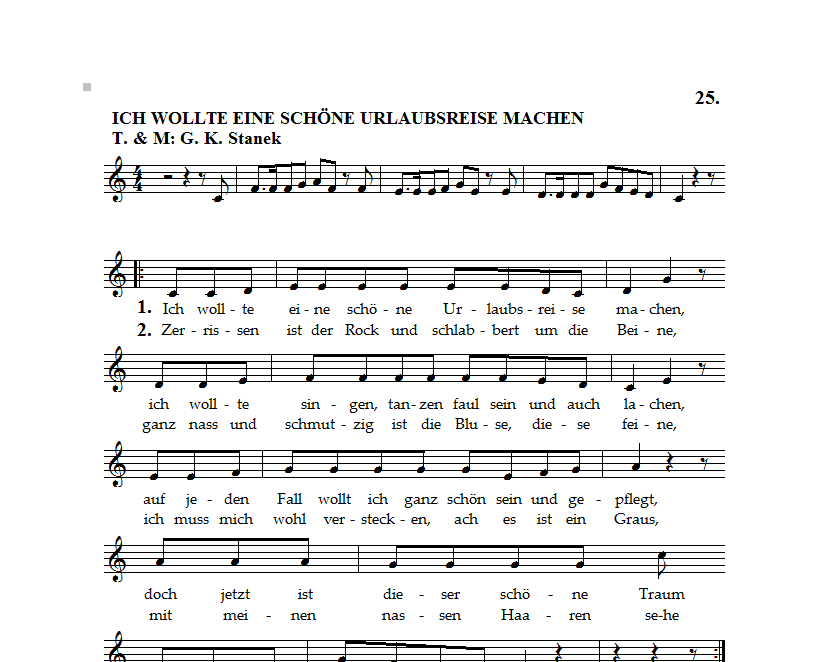 25.
ICH WOLLTE EINE SCHÖNE URLAUBSREISE MACHEN
T. & M: G. K. Stanek
1. Ich woll - te ei - ne schö - ne Ur - laubs - rei - se ma - chen,
2. Zer - ris - sen ist der Rock und schlab - bert um die Bei - ne,
ich woll - te sin - gen, tan - zen faul sein und auch la - chen,
ganz nass und schmut - zig ist die Blu - se, die - se fei - ne,
auf je - den Fall wollt ich ganz schön sein und ge - pflegt,
ich muss mich wohl ver - steck - en, ach es ist ein Graus,
doch jetzt ist die - ser schö - ne Traum
mit mei - nen nas - sen Haa - ren se-he